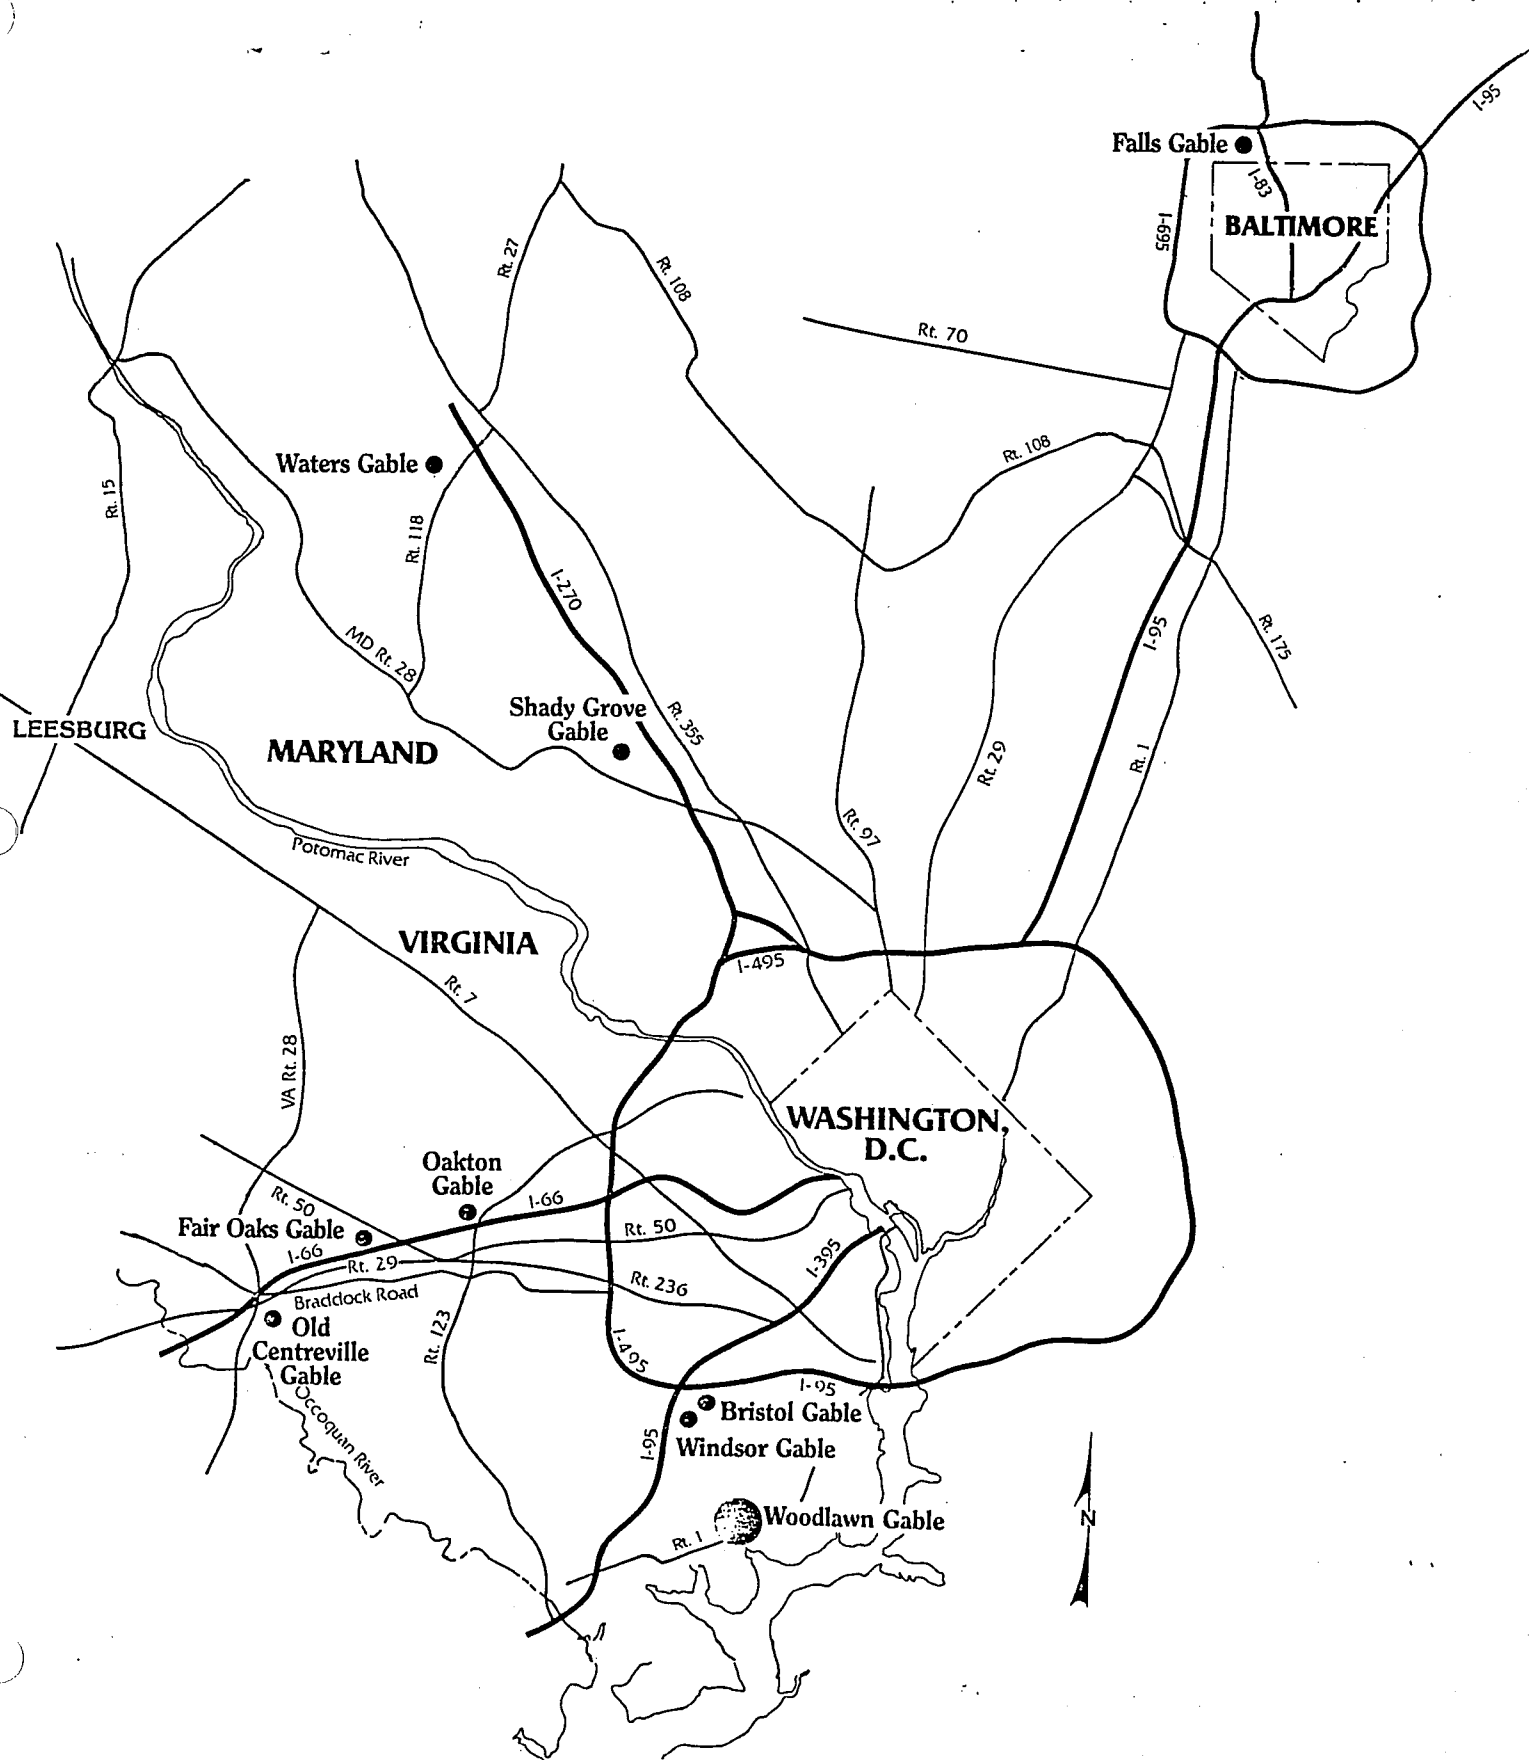 I-95
Falls Gable
I-83
BALTIMORE
I-695
Rt. 27
Rt. 108
Rt. 70
Rt. 108
Waters Gable
Rt. 15
Rt. 118
I-270
MD Rt. 28
I-95
Rt. 175
Shady Grove
Gable
Rt. 355
LEESBURG
MARYLAND
Rt. 29
Rt. 1
Rt. 97
Potomac River
VIRGINIA
I-495
Rt. 7
VA Rt. 28
WASHINGTON,
D.C.
Oakton
Gable
Rt. 50
I-66
Fair Oaks Gable
Rt. 50
I-66
Rt. 29
I-395
Rt. 236
Braddock Road
Old
Centreville
Gable
Rt. 123
I-495
I-95
Bristol Gable
Occoquan River
I-95
Windsor Gable
Woodlawn Gable
N
Rt. 1